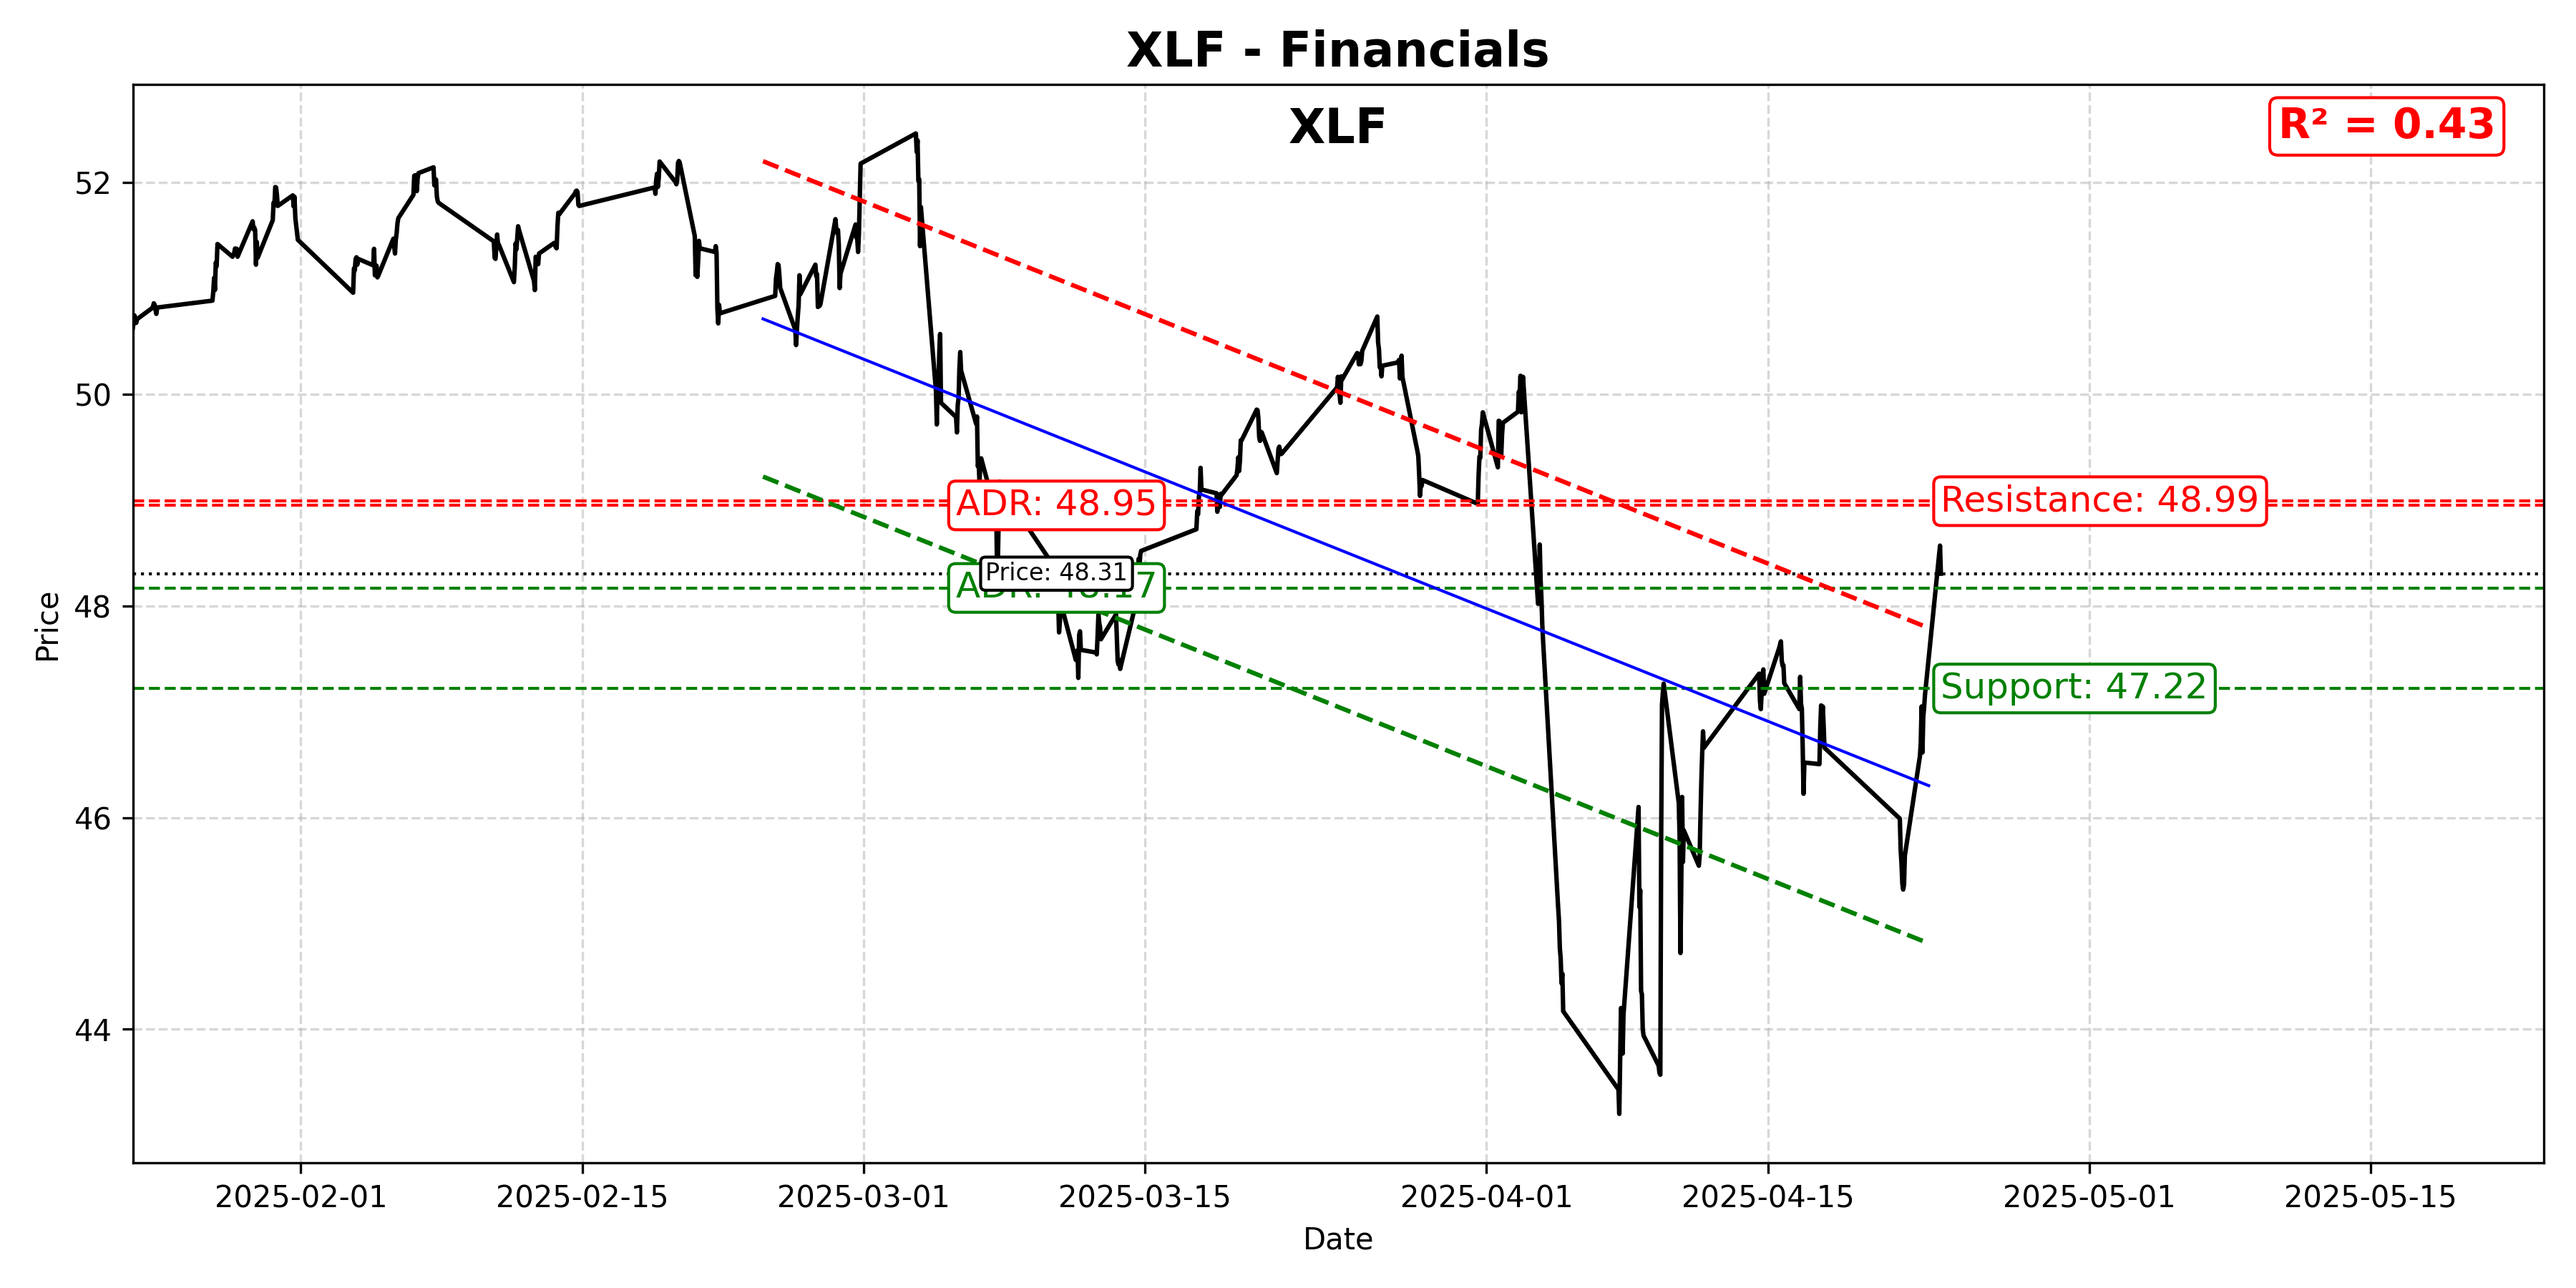 XLF - Financials
XLF
R² = 0.43
52
50
48
46
44
Price
ADR: 48.95
Resistance: 48.99
Price: 48.31
Support: 47.22
2025-02-01
2025-02-15
2025-03-01
2025-03-15
2025-04-01
2025-04-15
2025-05-01
2025-05-15
Date